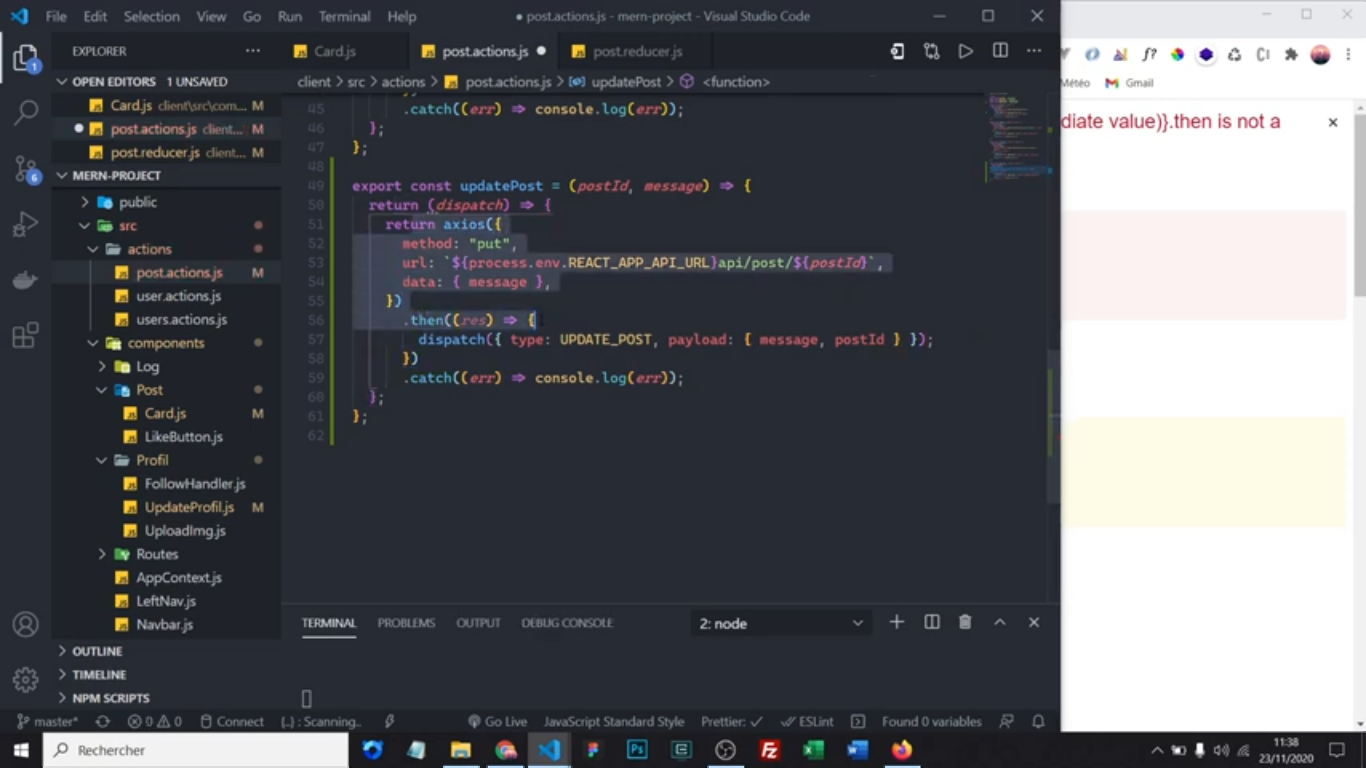 File Edit Selection View Go Run Terminal Help
● post.actions.js - mern-project - Visual Studio Code
EXPLORER
Card.js
post.actions.js
post.reducer.js
OPEN EDITORS 1 UNSAVED
Card.js client\src\com... M
post.actions.js client... M
post.reducer.js client... M
MERN-PROJECT
public
src
actions
post.actions.js M
user.actions.js
users.actions.js
components
Log
Post
Card.js M
LikeButton.js
Profil
FollowHandler.js
UpdateProfil.js M
UploadImg.js
Routes
AppContext.js
LeftNav.js
Navbar.js
OUTLINE
TIMELINE
NPM SCRIPTS
client > src > actions > post.actions.js > updatePost > <function>
45 .catch((err) => console.log(err));
46 };
47 };
48
49 export const updatePost = (postId, message) => {
50 return (dispatch) => {
51 return axios({
52 method: "put",
53 url: `${process.env.REACT_APP_API_URL}api/post/${postId}`,
54 data: { message },
55 })
56 .then((res) => {
57 dispatch({ type: UPDATE_POST, payload: { message, postId } });
58 })
59 .catch((err) => console.log(err));
60 };
61 };
62
TERMINAL PROBLEMS OUTPUT DEBUG CONSOLE
2: node
master* 0 0 Connect [..] : Scanning.. Go Live JavaScript Standard Style Prettier: ✓ ESLint Found 0 variables
Météo Gmail
diate value)}.then is not a
Rechercher
11:38
23/11/2020